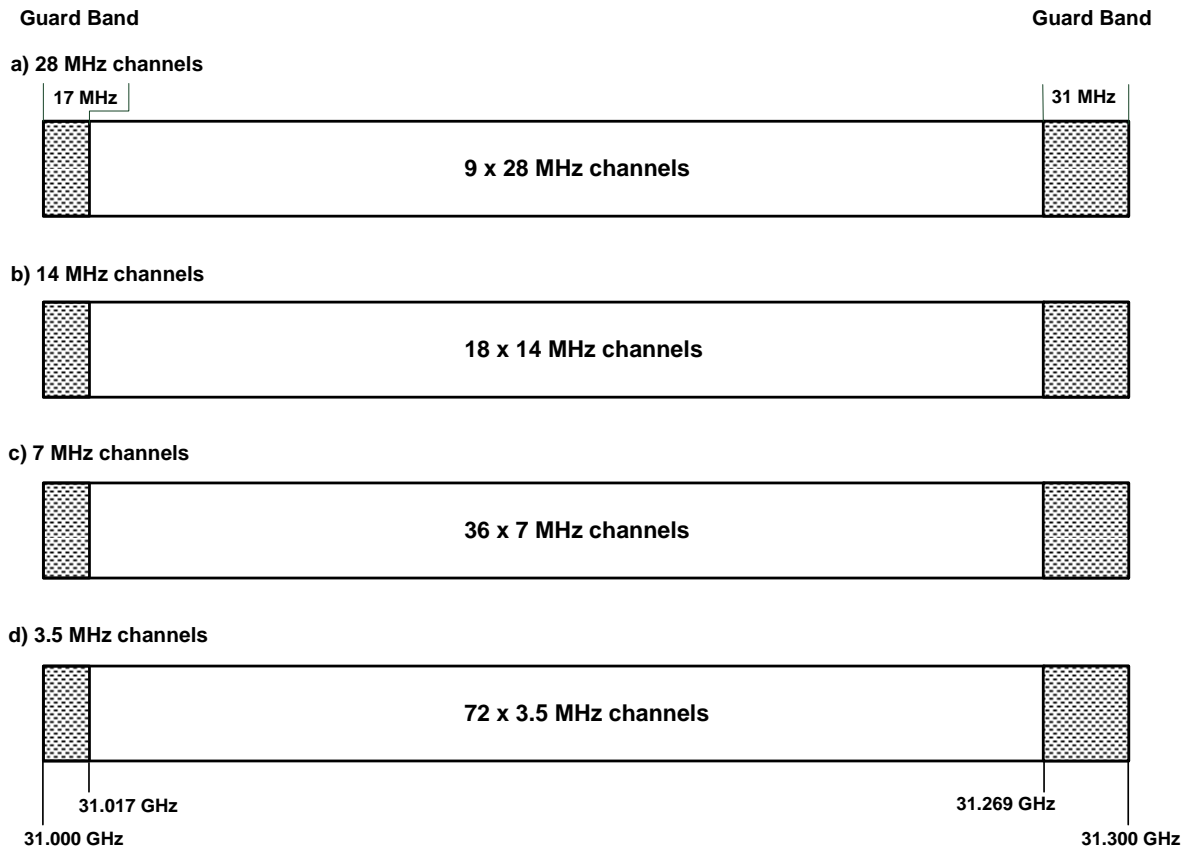 Guard Band
Guard Band
a) 28 MHz channels
17 MHz
31 MHz
9 x 28 MHz channels
b) 14 MHz channels
18 x 14 MHz channels
c) 7 MHz channels
36 x 7 MHz channels
d) 3.5 MHz channels
72 x 3.5 MHz channels
31.017 GHz
31.269 GHz
31.000 GHz
31.300 GHz